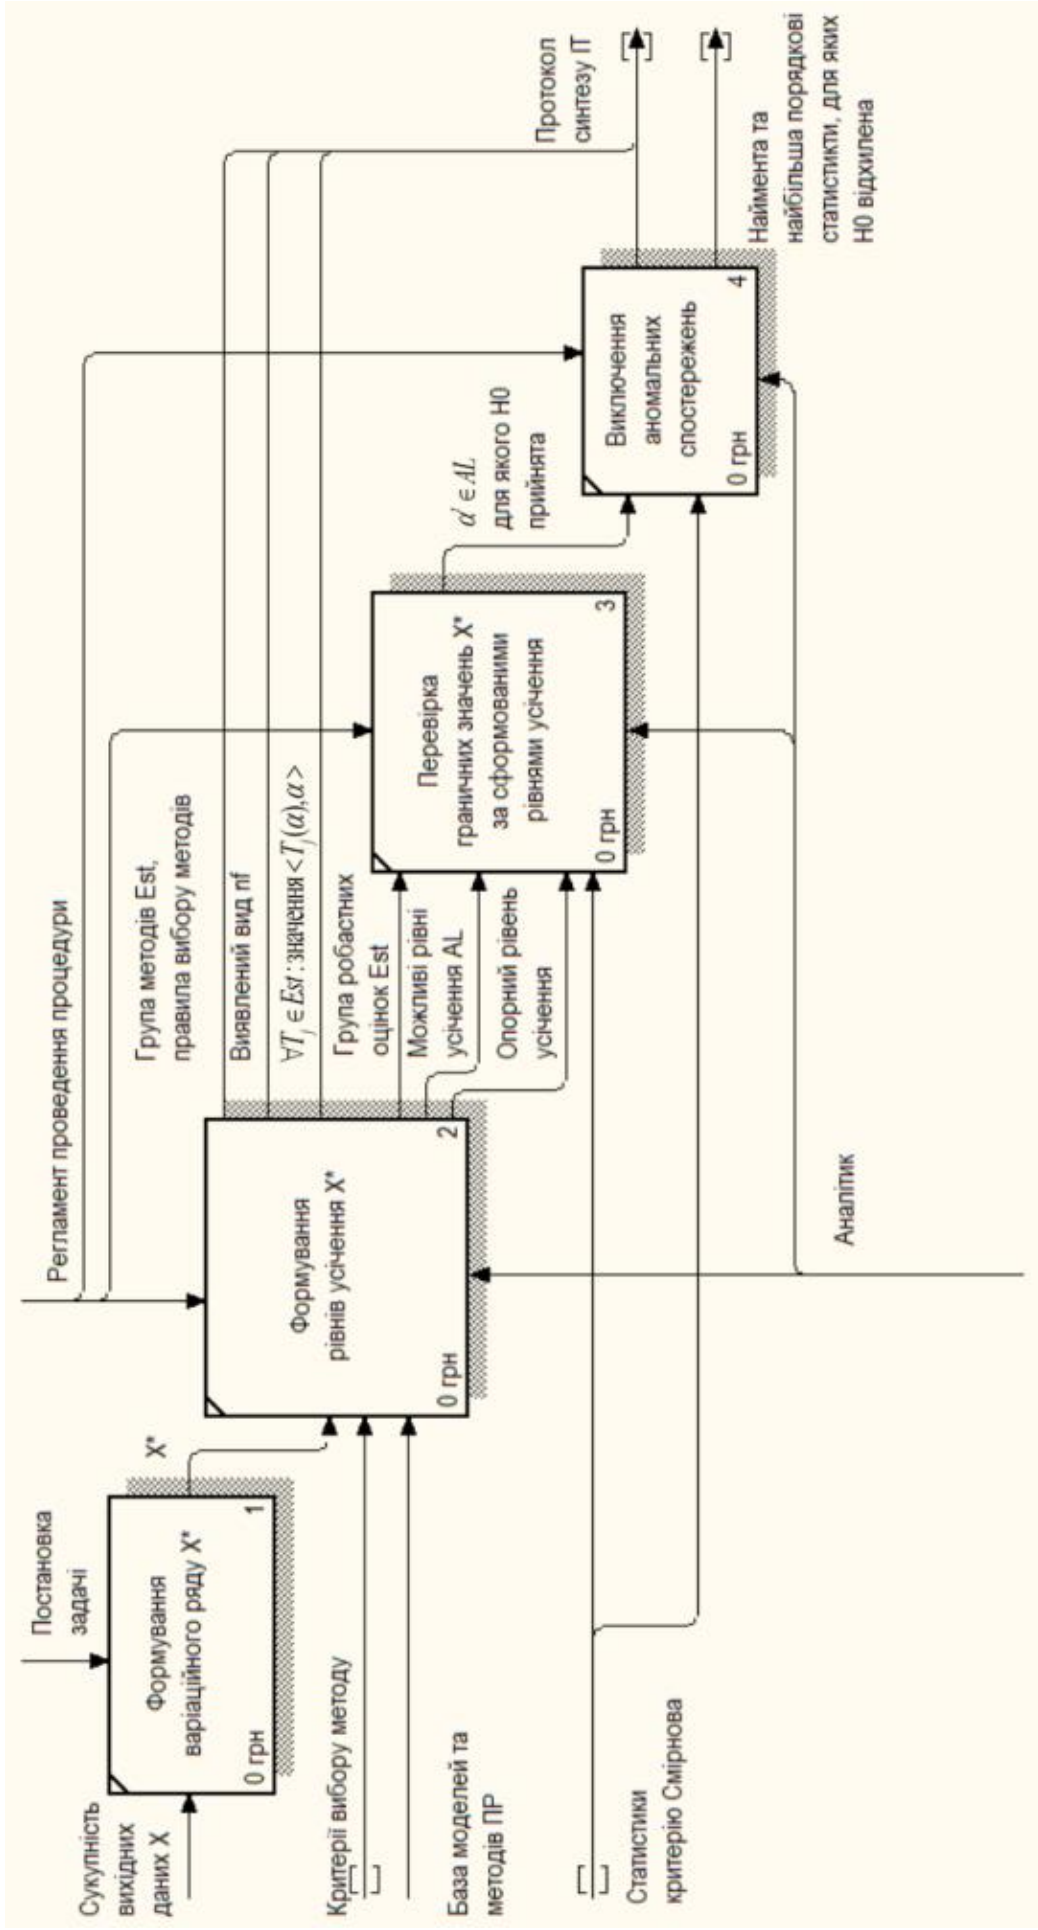 Постановка
задачі
Сукупність
вихідних
даних X
Формування
варіаційного ряду X*
0 грн
1
X*
Регламент проведення процедури
Критерії вибору методу
База моделей та
методів ПР
Формування
рівнів усічення X*
0 грн
2
Група методів Est,
правила вибору методів
Виявлений вид nf
∀T_j ∈ Est : значення < T_j(α), α >
Група робастних
оцінок Est
Можливі рівні
усічення AL
Опорний рівень
усічення
Перевірка
граничних значень X*
за сформованими
рівнями усічення
0 грн
3
α' ∈ AL
для якого H0
прийнята
Виключення
аномальних
спостережень
0 грн
4
Протокол
синтезу ІТ
Наймента та
найбільша порядкові
статистикти, для яких
H0 відхилена
Статистики
критерію Смірнова
Аналітик